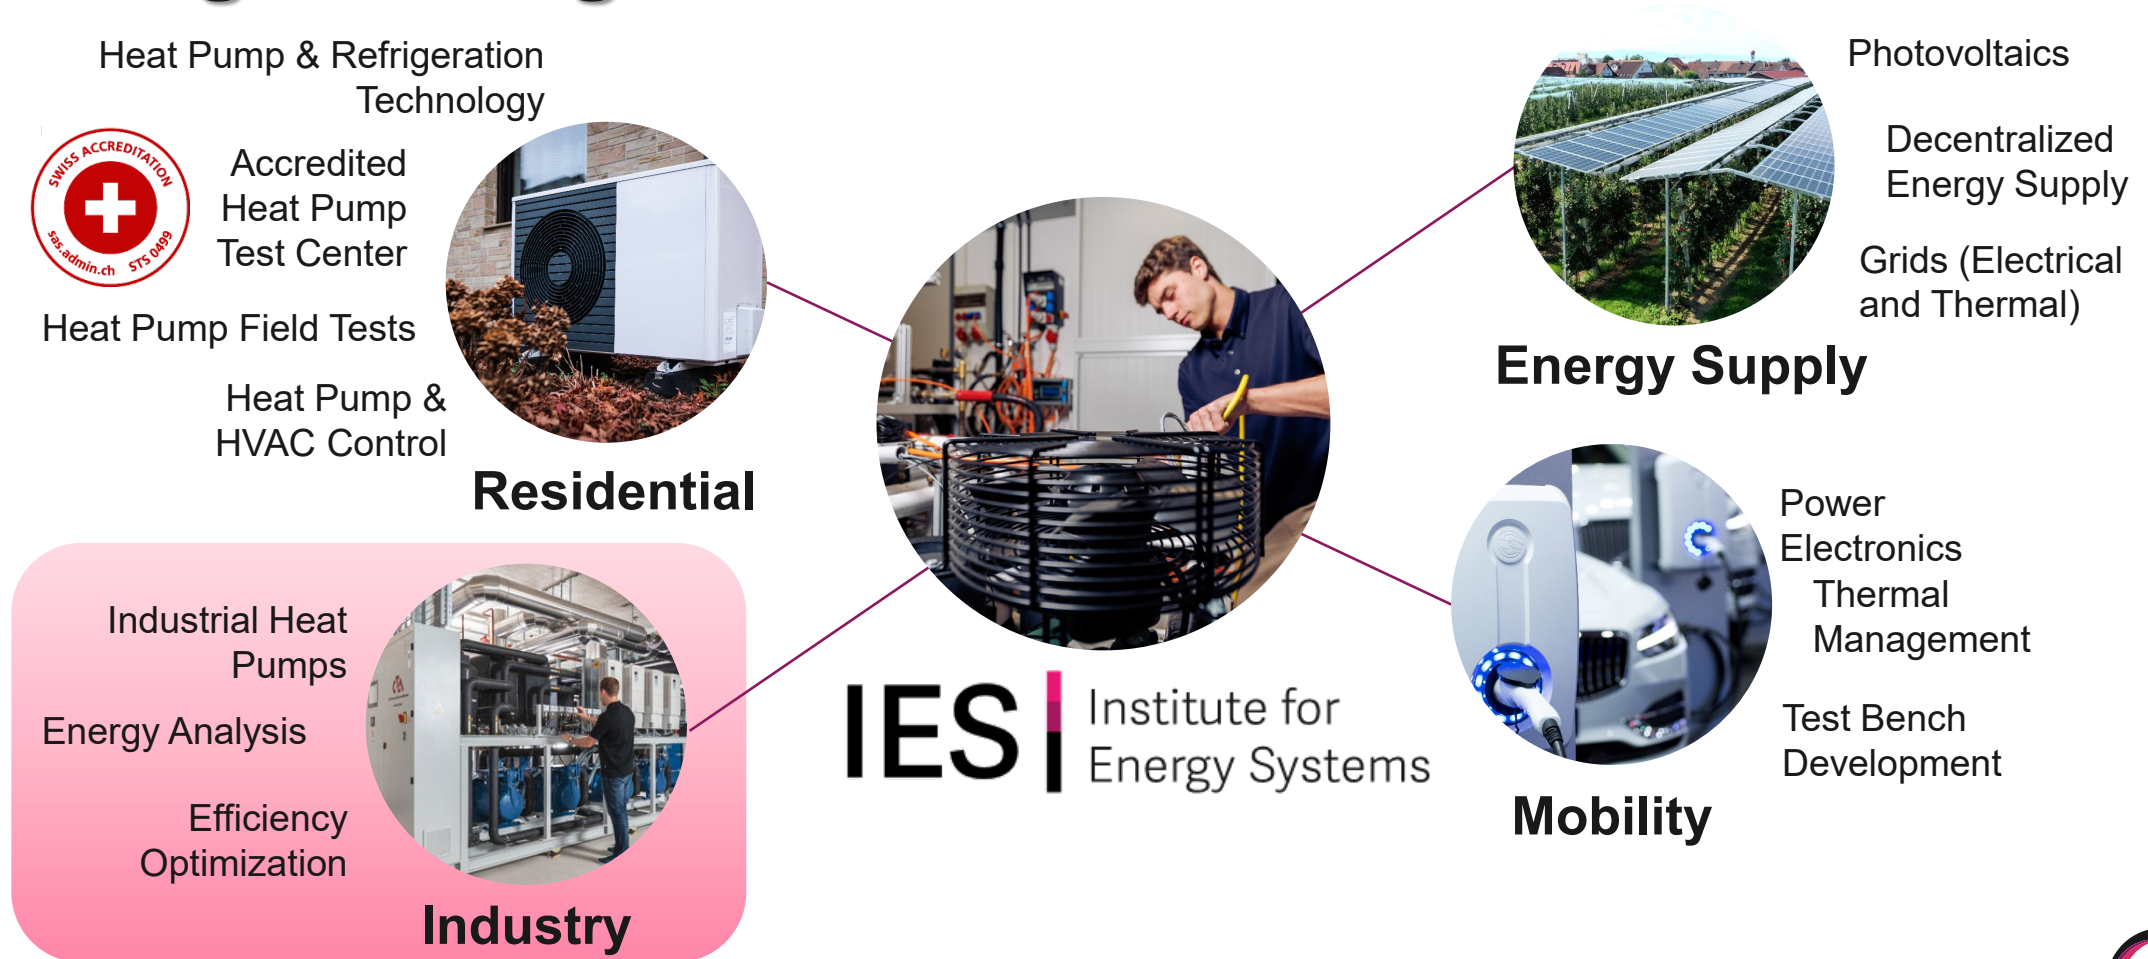 Heat Pump & Refrigeration
Technology
SWISS ACCREDITATION
sas.admin.ch STS 0499
Accredited
Heat Pump
Test Center
Heat Pump Field Tests
Heat Pump &
HVAC Control
Residential
Industrial Heat
Pumps
Energy Analysis
Efficiency
Optimization
Industry
IES
Institute for
Energy Systems
Photovoltaics
Decentralized
Energy Supply
Grids (Electrical
and Thermal)
Energy Supply
Power
Electronics
Thermal
Management
Test Bench
Development
Mobility